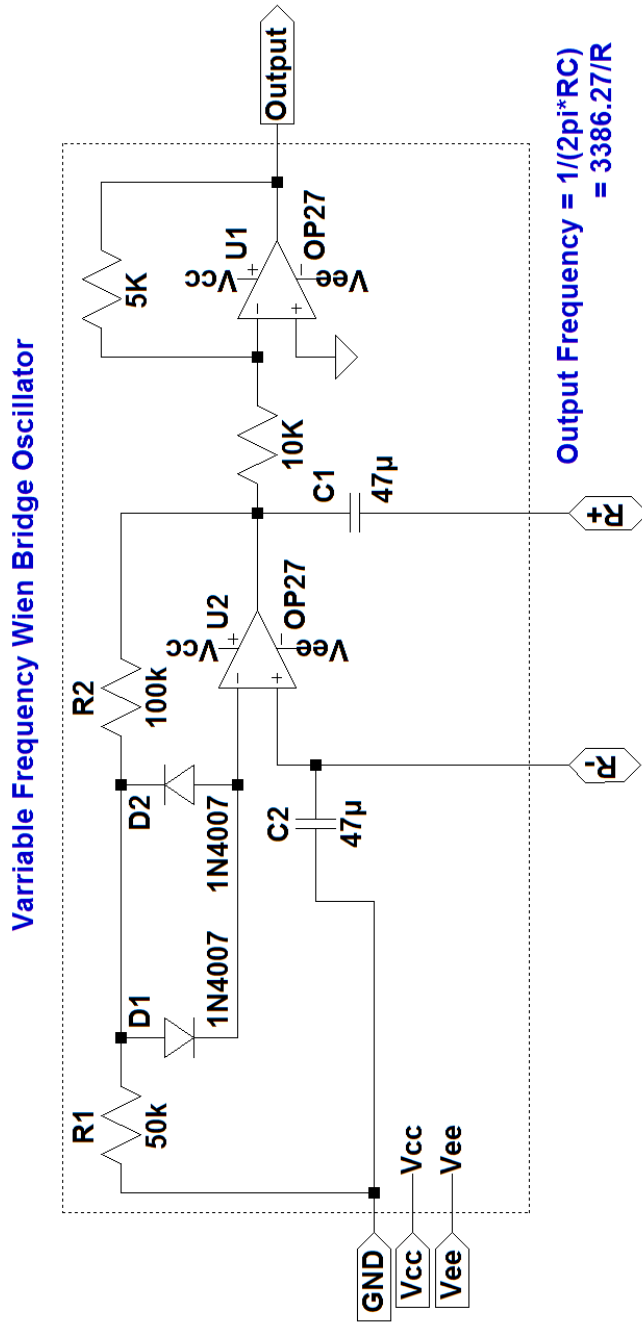 Varriable Frequency Wien Bridge Oscillator
R1
50k
D1
1N4007
D2
1N4007
R2
100k
U2
Vcc
OP27
Vee
5K
10K
U1
Vcc
OP27
Vee
Output
C2
47µ
C1
47µ
GND
Vcc
Vcc
Vee
Vee
R-
R+
Output Frequency = 1/(2pi*RC)
= 3386.27/R